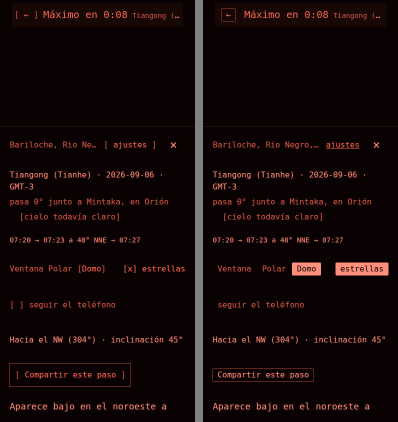 [ ← ] Máximo en 0:08 Tiangong (…
Bariloche, Río Ne… [ ajustes ] ×
Tiangong (Tianhe) · 2026-09-06 ·
GMT-3
pasa 0° junto a Mintaka, en Orión
[cielo todavía claro]
07:20 → 07:23 a 48° NNE → 07:27
Ventana Polar [Domo] [x] estrellas
[ ] seguir el teléfono
Hacia el NW (304°) · inclinación 45°
[ Compartir este paso ]
Aparece bajo en el noroeste a
← Máximo en 0:08 Tiangong (…
Bariloche, Río Negro,… ajustes ×
Tiangong (Tianhe) · 2026-09-06 ·
GMT-3
pasa 0° junto a Mintaka, en Orión
[cielo todavía claro]
07:20 → 07:23 a 48° NNE → 07:27
Ventana Polar Domo estrellas
seguir el teléfono
Hacia el NW (304°) · inclinación 45°
Compartir este paso
Aparece bajo en el noroeste a